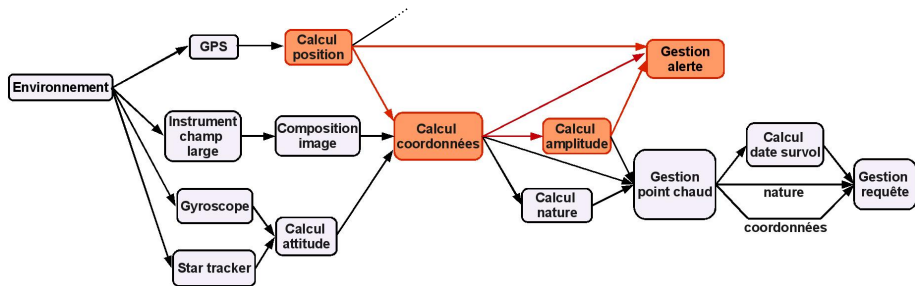 GPS
Calcul
position
Gestion
alerte
Environnement
Instrument
champ
large
Composition
image
Calcul
coordonnées
Calcul
amplitude
Calcul
date survol
Gestion
point chaud
nature
Gestion
requête
Gyroscope
Calcul
nature
coordonnées
Calcul
attitude
Star tracker